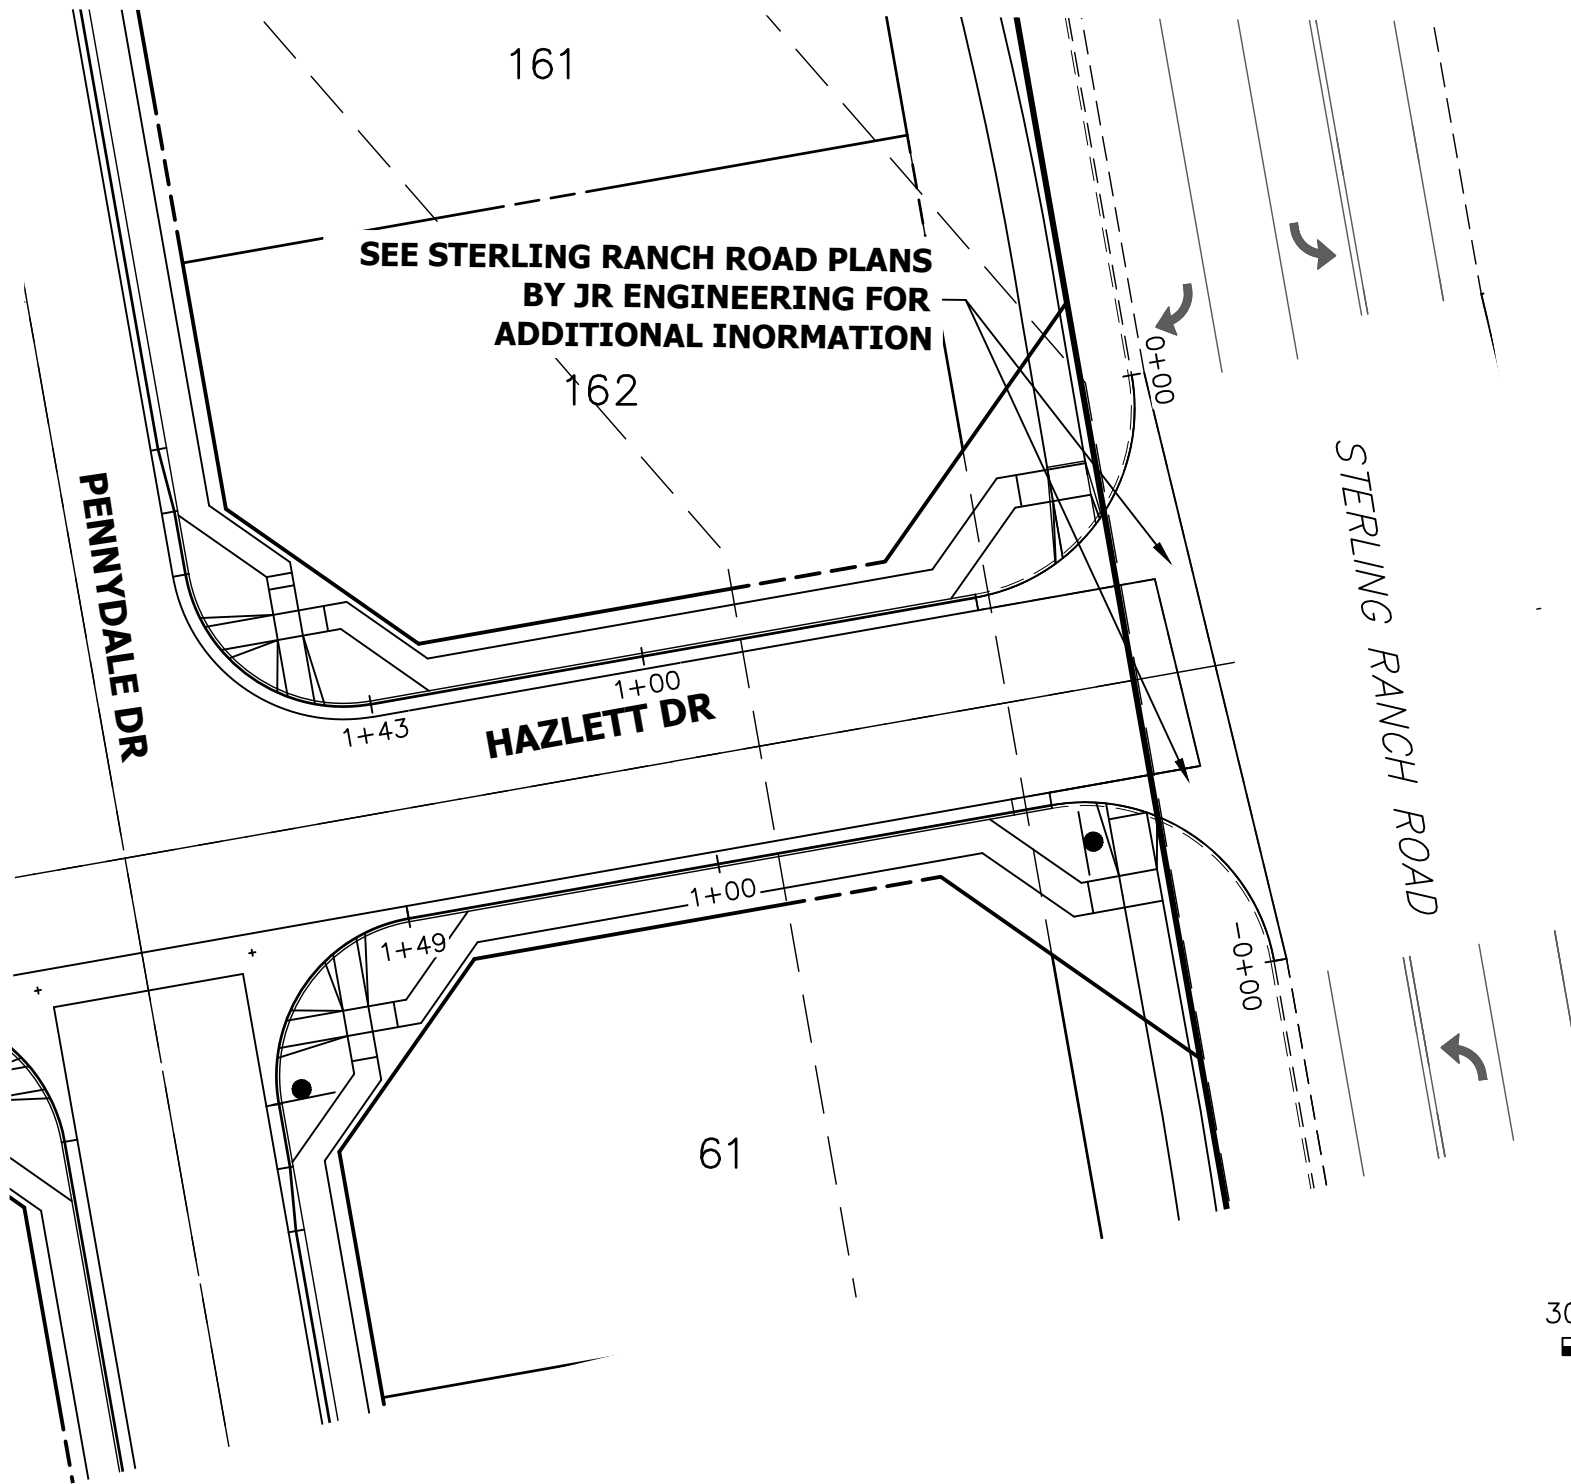 161
SEE STERLING RANCH ROAD PLANS
BY JR ENGINEERING FOR
ADDITIONAL INORMATION
162
0+00
PENNYDALE DR
STERLING RANCH ROAD
1+00
1+43
HAZLETT DR
1+00
1+49
-0+00
61
30